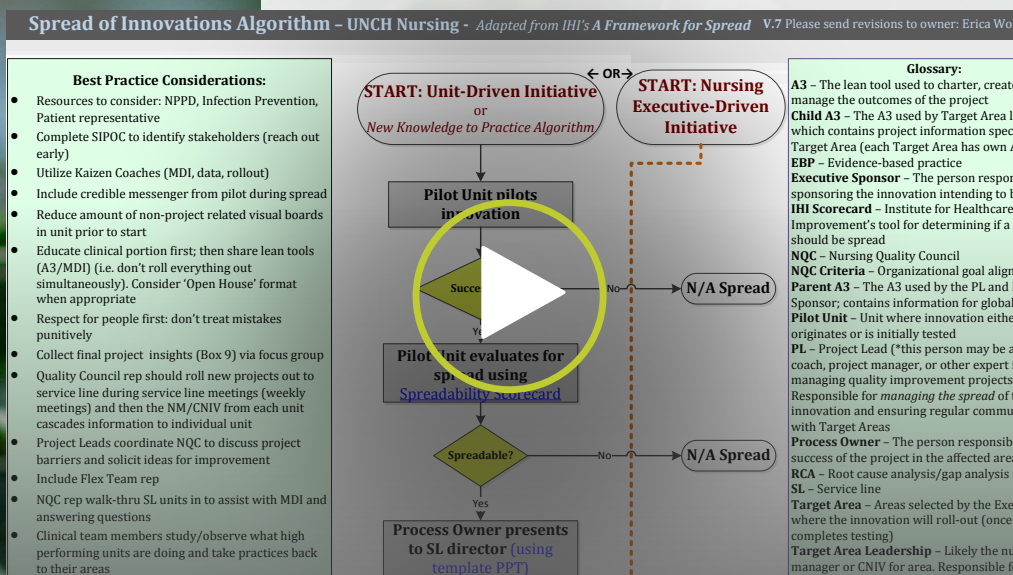 Spread of Innovations Algorithm – UNCH Nursing - Adapted from IHI's A Framework for Spread V.7 Please send revisions to owner: Erica
Best Practice Considerations:
• Resources to consider: NPPD, Infection Prevention,
Patient representative
• Complete SIPOC to identify stakeholders (reach out
early)
• Utilize Kaizen Coaches (MDI, data, rollout)
• Include credible messenger from pilot during spread
• Reduce amount of non-project related visual boards
in unit prior to start
• Educate clinical portion first; then share lean tools
(A3/MDI) (i.e. don't roll everything out
simultaneously). Consider 'Open House' format
when appropriate
• Respect for people first: don't treat mistakes
punitively
• Collect final project insights (Box 9) via focus group
• Quality Council rep should roll new projects out to
service line during service line meetings (weekly
meetings) and then the NM/CNIV from each unit
cascades information to individual unit
• Project Leads coordinate NQC to discuss project
barriers and solicit ideas for improvement
• Include Flex Team rep
• NQC rep walk-thru SL units in to assist with MDI and
answering questions
• Clinical team members study/observe what high
performing units are doing and take practices back
to their areas
START: Unit-Driven Initiative
or
New Knowledge to Practice Algorithm
← OR→
START: Nursing
Executive-Driven
Initiative
Pilot Unit pilots
innovation
No
N/A Spread
Pilot Unit evaluates for
spread using
Spreadability Scorecard
Spreadable?
No
N/A Spread
Yes
Process Owner presents
to SL director (using
template PPT)
Glossary:
A3 – The lean tool used to charter,
manage the outcomes of the project
Child A3 – The A3 used by Target Area
which contains project information
Target Area (each Target Area has own
EBP – Evidence-based practice
Executive Sponsor – The person
sponsoring the innovation intending to
IHI Scorecard – Institute for Healthcare
Improvement's tool for determining if a
should be spread
NQC – Nursing Quality Council
NQC Criteria – Organizational goal
Parent A3 – The A3 used by the PL and
Sponsor; contains information for global
Pilot Unit – Unit where innovation
originates or is initially tested
PL – Project Lead (*this person may be a
coach, project manager, or other expert
managing quality improvement projects
Responsible for managing the spread of
innovation and ensuring regular
with Target Areas
Process Owner – The person
success of the project in the affected
RCA – Root cause analysis/gap analysis
SL – Service line
Target Area – Areas selected by the
where the innovation will roll-out (once
completes testing)
Target Area Leadership – Likely the
manager or CNIV for area. Responsible